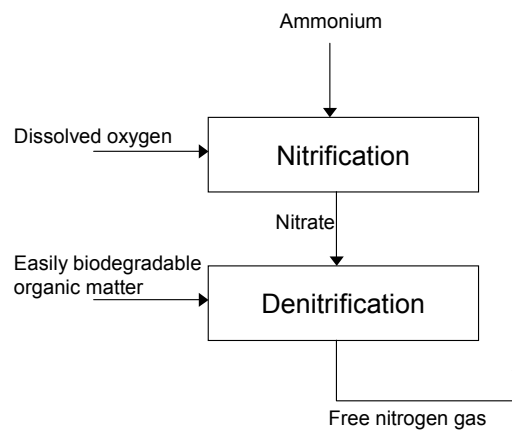 Ammonium
Dissolved oxygen
Nitrification
Nitrate
Easily biodegradable
organic matter
Denitrification
Free nitrogen gas